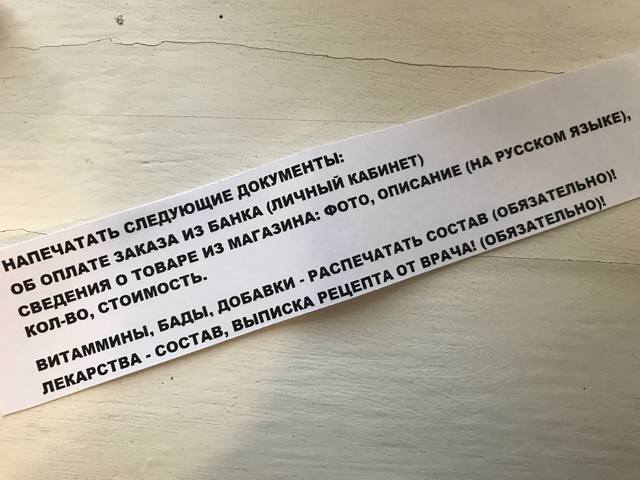 НАПЕЧАТАТЬ СЛЕДУЮЩИЕ ДОКУМЕНТЫ:
ОБ ОПЛАТЕ ЗАКАЗА ИЗ БАНКА (ЛИЧНЫЙ КАБИНЕТ)
СВЕДЕНИЯ О ТОВАРЕ ИЗ МАГАЗИНА: ФОТО, ОПИСАНИЕ (НА РУССКОМ ЯЗЫКЕ),
КОЛ-ВО, СТОИМОСТЬ.
ВИТАММИНЫ, БАДЫ, ДОБАВКИ - РАСПЕЧАТАТЬ СОСТАВ (ОБЯЗАТЕЛЬНО)!
ЛЕКАРСТВА - СОСТАВ, ВЫПИСКА РЕЦЕПТА ОТ ВРАЧА! (ОБЯЗАТЕЛЬНО)!